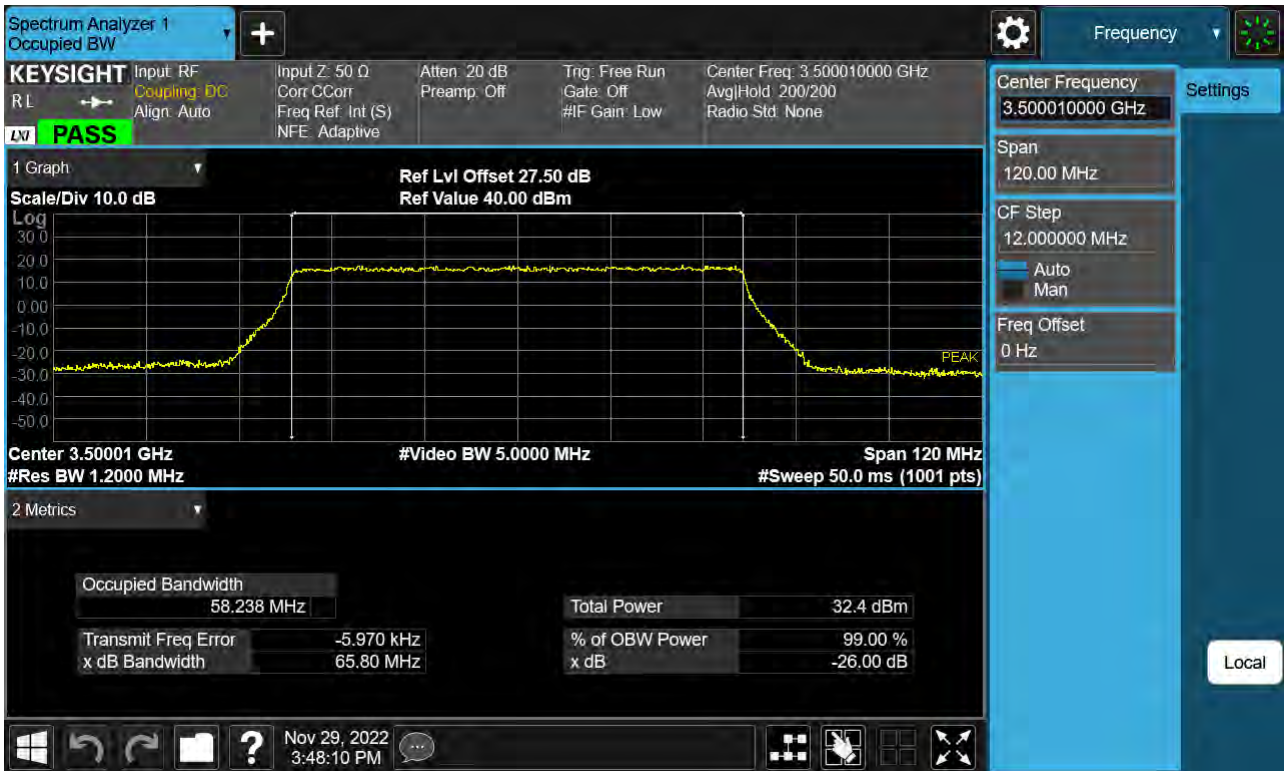 Spectrum Analyzer 1
Occupied BW
+
Frequency
KEYSIGHT
R L
LXI PASS
Input: RF
Coupling: DC
Align: Auto
Input Z: 50 Ω
Corr CCorr
Freq Ref: Int (S)
NFE: Adaptive
Atten: 20 dB
Preamp: Off
Trig: Free Run
Gate: Off
#IF Gain: Low
Center Freq: 3.500010000 GHz
Avg|Hold: 200/200
Radio Std: None
1 Graph
Scale/Div 10.0 dB
Ref Lvl Offset 27.50 dB
Ref Value 40.00 dBm
Log
30.0
20.0
10.0
0.00
-10.0
-20.0
-30.0
-40.0
-50.0
PEAK
Center 3.50001 GHz
#Res BW 1.2000 MHz
#Video BW 5.0000 MHz
Span 120 MHz
#Sweep 50.0 ms (1001 pts)
2 Metrics
Occupied Bandwidth
58.238 MHz
Transmit Freq Error -5.970 kHz
x dB Bandwidth 65.80 MHz
Total Power 32.4 dBm
% of OBW Power 99.00 %
x dB -26.00 dB
Center Frequency
3.500010000 GHz
Span
120.00 MHz
CF Step
12.000000 MHz
Auto
Man
Freq Offset
0 Hz
Settings
Local
?
Nov 29, 2022
3:48:10 PM